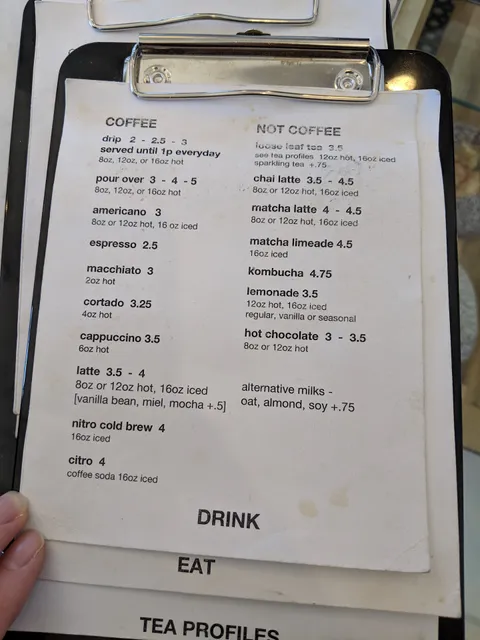 COFFEE
drip 2 - 2.5 - 3
served until 1p everyday
8oz, 12oz, or 16oz hot
pour over 3 - 4 - 5
8oz, 12oz, or 16oz hot
americano 3
8oz or 12oz hot, 16 oz iced
espresso 2.5
macchiato 3
2oz hot
cortado 3.25
4oz hot
cappuccino 3.5
6oz hot
latte 3.5 - 4
8oz or 12oz hot, 16oz iced
[vanilla bean, miel, mocha +.5]
nitro cold brew 4
16oz iced
citro 4
coffee soda 16oz iced
NOT COFFEE
loose leaf tea 3.5
see tea profiles 12oz hot, 16oz iced
sparkling tea +.75
chai latte 3.5 - 4.5
8oz or 12oz hot, 16oz iced
matcha latte 4 - 4.5
8oz or 12oz hot, 16oz iced
matcha limeade 4.5
16oz iced
kombucha 4.75
lemonade 3.5
12oz hot, 16oz iced
regular, vanilla or seasonal
hot chocolate 3 - 3.5
8oz or 12oz hot
alternative milks -
oat, almond, soy +.75
DRINK
EAT
TEA PROFILES